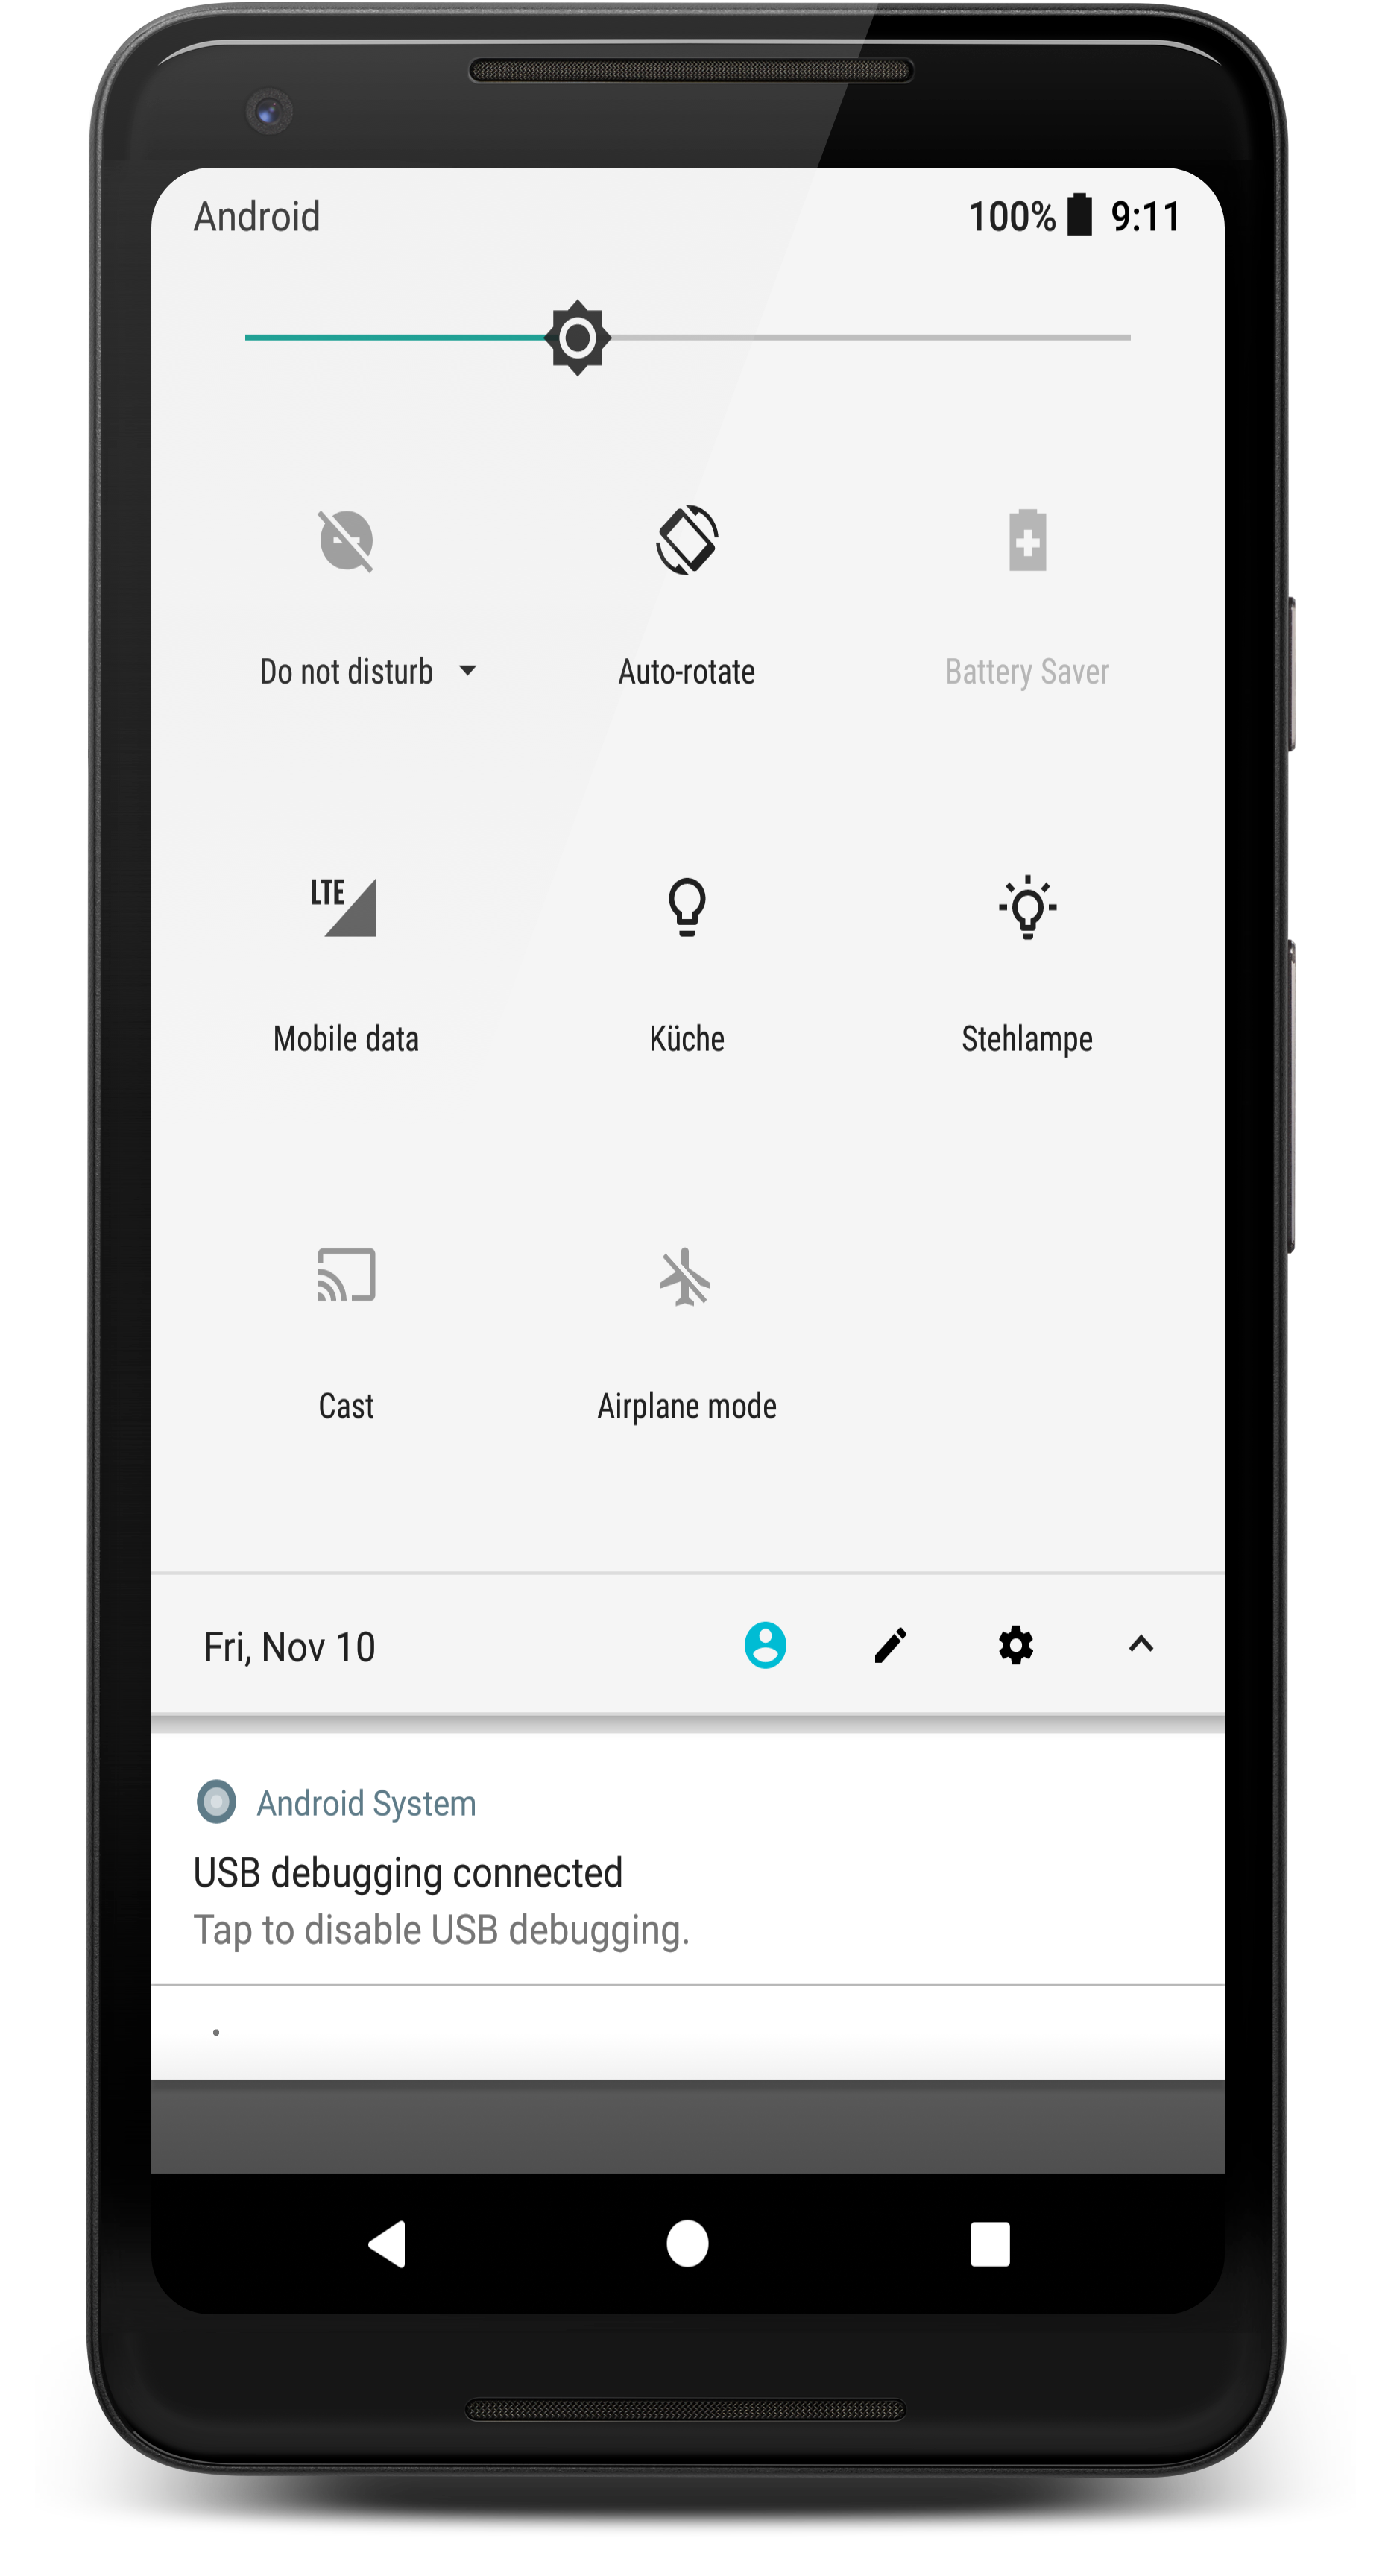 Android 100% 9:11
Do not disturb Auto-rotate Battery Saver
LTE
Mobile data Küche Stehlampe
Cast Airplane mode
Fri, Nov 10
Android System
USB debugging connected
Tap to disable USB debugging.